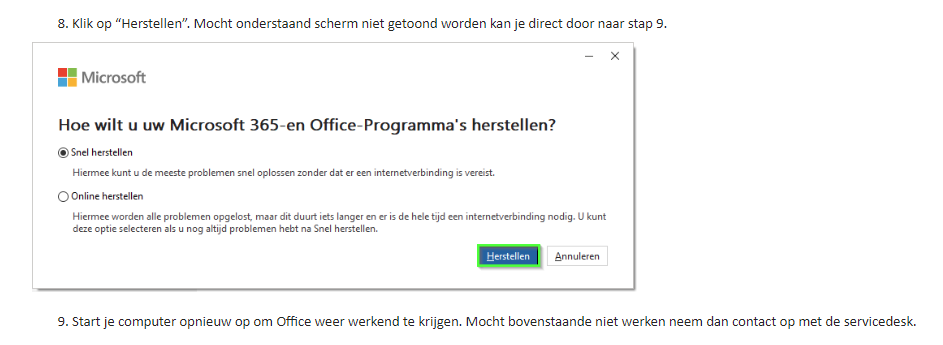 8. Klik op “Herstellen”. Mocht onderstaand scherm niet getoond worden kan je direct door naar stap 9.
Microsoft
Hoe wilt u uw Microsoft 365-en Office-Programma's herstellen?
Snel herstellen
Hiermee kunt u de meeste problemen snel oplossen zonder dat er een internetverbinding is vereist.
Online herstellen
Hiermee worden alle problemen opgelost, maar dit duurt iets langer en er is de hele tijd een internetverbinding nodig. U kunt
deze optie selecteren als u nog altijd problemen hebt na Snel herstellen.
Herstellen Annuleren
9. Start je computer opnieuw op om Office weer werkend te krijgen. Mocht bovenstaande niet werken neem dan contact op met de servicedesk.